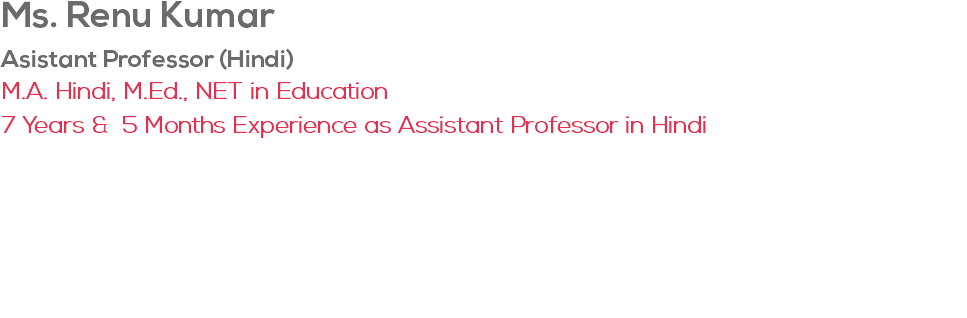 Ms. Renu Kumar
Asistant Professor (Hindi)
M.A. Hindi, M.Ed., NET in Education
7 Years &  5 Months Experience as Assistant Professor in Hindi